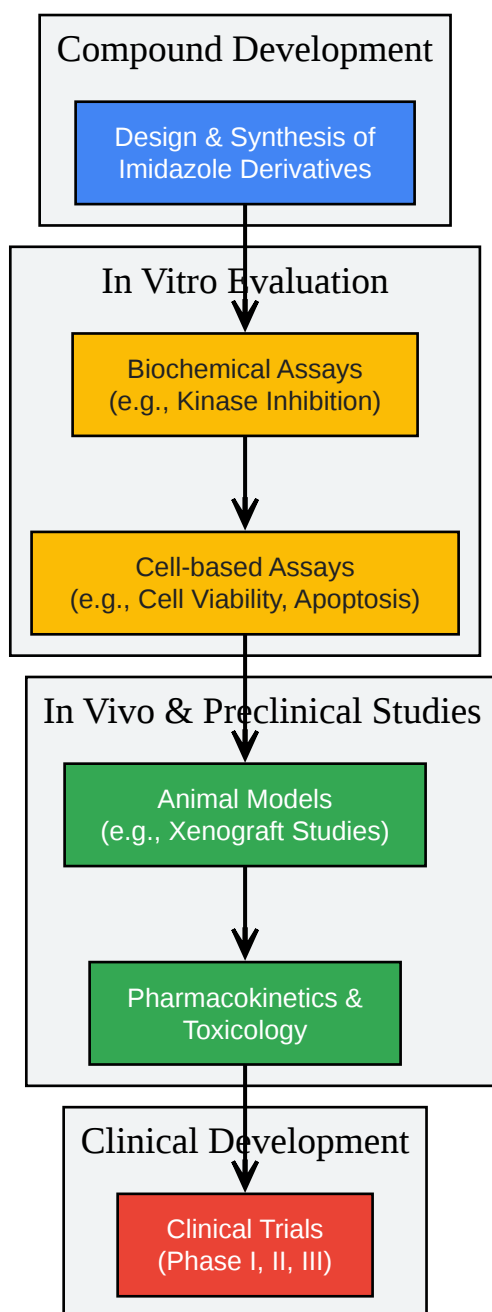 Compound Development
Design & Synthesis of
Imidazole Derivatives
In Vitro Evaluation
Biochemical Assays
(e.g., Kinase Inhibition)
Cell-based Assays
(e.g., Cell Viability, Apoptosis)
In Vivo & Preclinical Studies
Animal Models
(e.g., Xenograft Studies)
Pharmacokinetics &
Toxicology
Clinical Development
Clinical Trials
(Phase I, II, III)